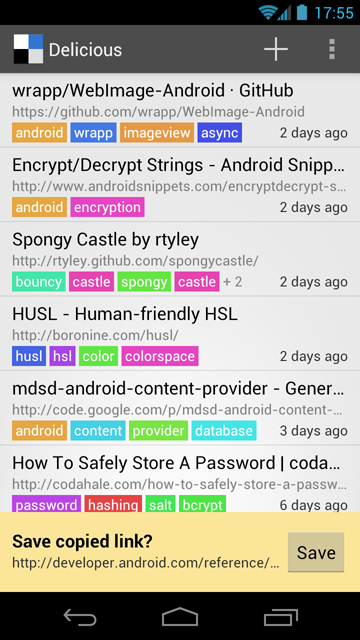 17:55
Delicious
wrapp/WebImage-Android · GitHub
https://github.com/wrapp/WebImage-Android
android wrapp imageview async 2 days ago
Encrypt/Decrypt Strings - Android Snipp...
http://www.androidsnippets.com/encryptdecrypt-s...
android encryption 2 days ago
Spongy Castle by rtyley
http://rtyley.github.com/spongycastle/
bouncy castle spongy castle + 2 2 days ago
HUSL - Human-friendly HSL
http://boronine.com/husl/
husl hsl color colorspace 2 days ago
mdsd-android-content-provider - Gener...
http://code.google.com/p/mdsd-android-content-...
android content provider database 3 days ago
How To Safely Store A Password | coda...
http://codahale.com/how-to-safely-store-a-passw...
password hashing salt bcrypt 6 days ago
Save copied link?
http://developer.android.com/reference/...
Save